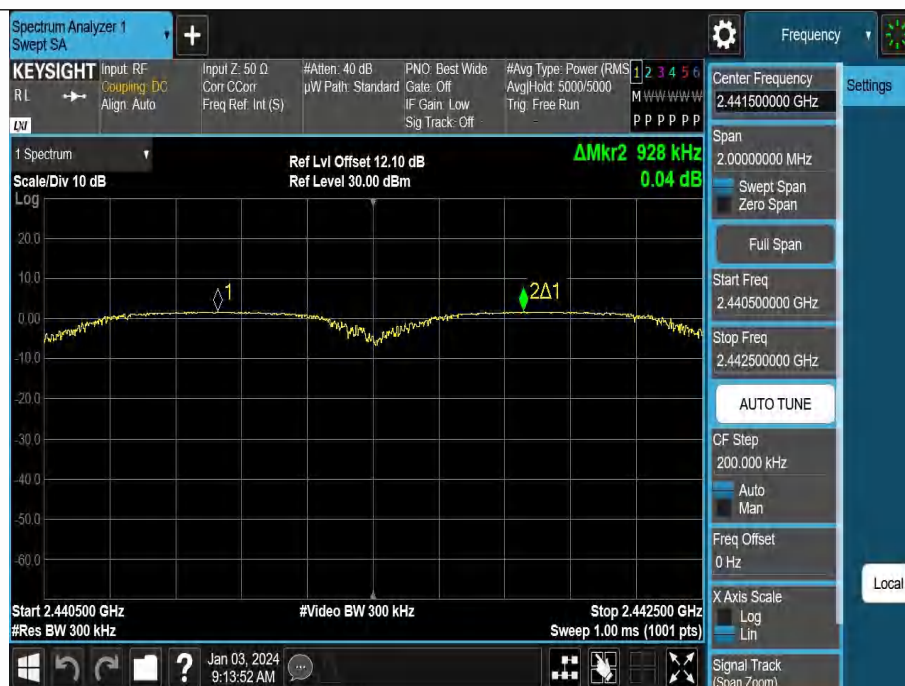 Spectrum Analyzer 1
Swept SA
+
Frequency
KEYSIGHT
RL
LXI
Input: RF
Coupling: DC
Align: Auto
Input Z: 50 Ω
Corr CCorr
Freq Ref: Int (S)
#Atten: 40 dB
µW Path: Standard
PNO: Best Wide
Gate: Off
IF Gain: Low
Sig Track: Off
#Avg Type: Power (RMS
Avg|Hold: 5000/5000
Trig: Free Run
1 2 3 4 5 6
M W W W W W
P P P P P P
1 Spectrum
Scale/Div 10 dB
Log
Ref Lvl Offset 12.10 dB
Ref Level 30.00 dBm
ΔMkr2 928 kHz
0.04 dB
20.0
10.0
0.00
-10.0
-20.0
-30.0
-40.0
-50.0
-60.0
1
2Δ1
Start 2.440500 GHz
#Res BW 300 kHz
#Video BW 300 kHz
Stop 2.442500 GHz
Sweep 1.00 ms (1001 pts)
Jan 03, 2024
9:13:52 AM
?
Center Frequency
2.441500000 GHz
Settings
Span
2.00000000 MHz
Swept Span
Zero Span
Full Span
Start Freq
2.440500000 GHz
Stop Freq
2.442500000 GHz
AUTO TUNE
CF Step
200.000 kHz
Auto
Man
Freq Offset
0 Hz
Local
X Axis Scale
Log
Lin
Signal Track
(Span Zoom)